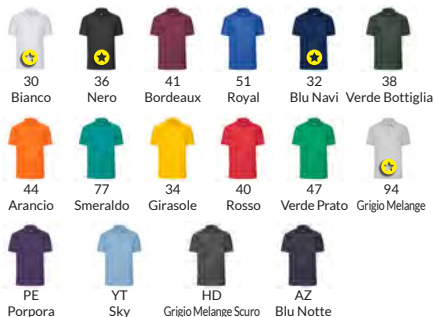 30 36 41 51 32 38
Bianco Nero Bordeaux Royal Blu Navi Verde Bottiglia
44 77 34 40 47 94
Arancio Smeraldo Girasole Rosso Verde Prato Grigio Melange
PE YT HD AZ
Porpora Sky Grigio Melange Scuro Blu Notte